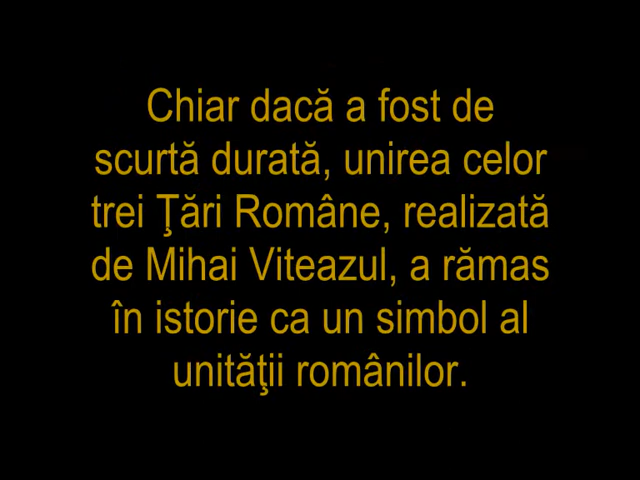 Chiar dacă a fost de
scurtă durată, unirea celor
trei Ţări Române, realizată
de Mihai Viteazul, a rămas
în istorie ca un simbol al
unităţii românilor.